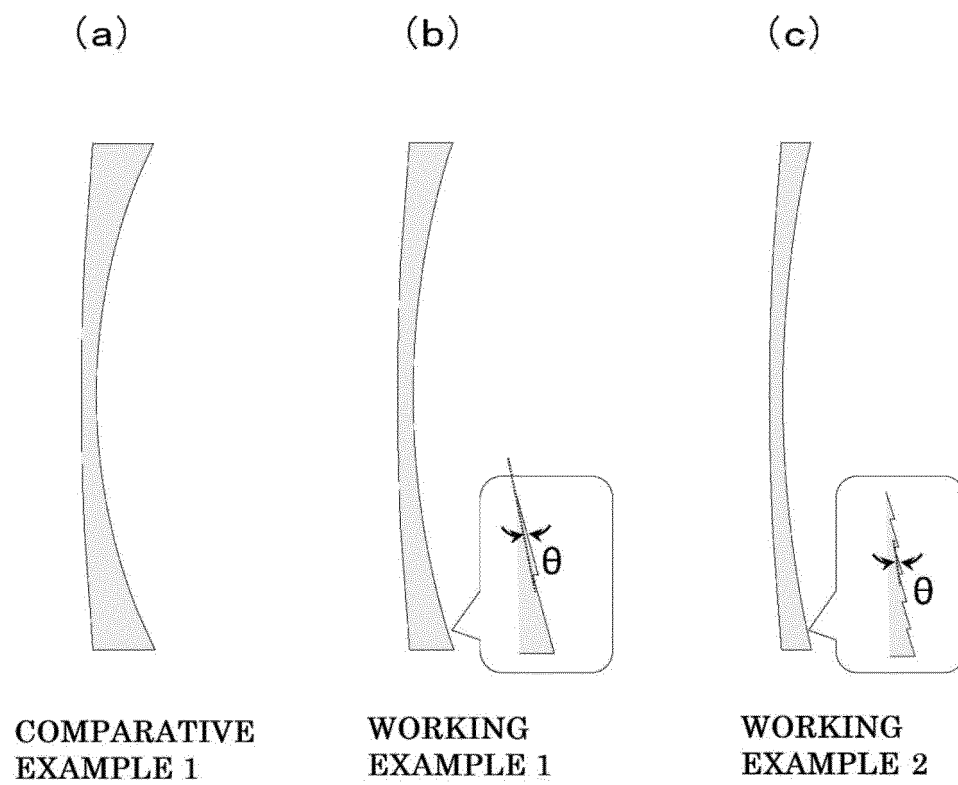 (a)
(b)
(c)
θ
θ
COMPARATIVE
EXAMPLE 1
WORKING
EXAMPLE 1
WORKING
EXAMPLE 2